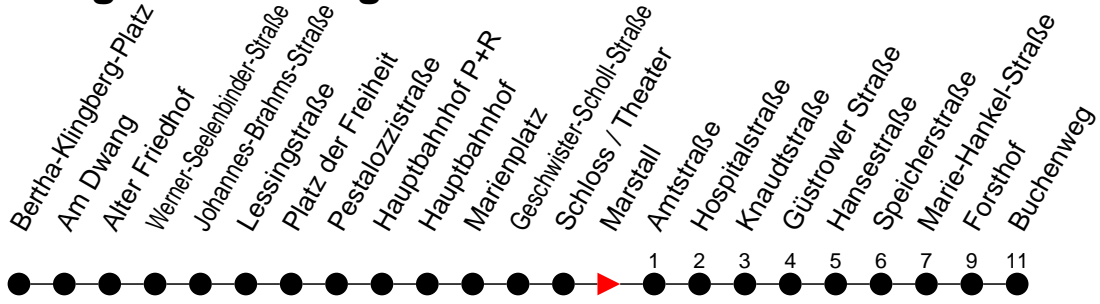 Bertha-Klingberg-Platz
Am Dwang
Alter Friedhof
Werner-Seelenbinder-Straße
Johannes-Brahms-Straße
Lessingstraße
Platz der Freiheit
Pestalozzistraße
Hauptbahnhof P+R
Hauptbahnhof
Marienplatz
Geschwister-Scholl-Straße
Schloss / Theater
Marstall
Amtstraße
Hospitalstraße
Knaudtstraße
Güstrower Straße
Hansestraße
Speicherstraße
Marie-Hankel-Straße
Forsthof
Buchenweg
1 2 3 4 5 6 7 9 11